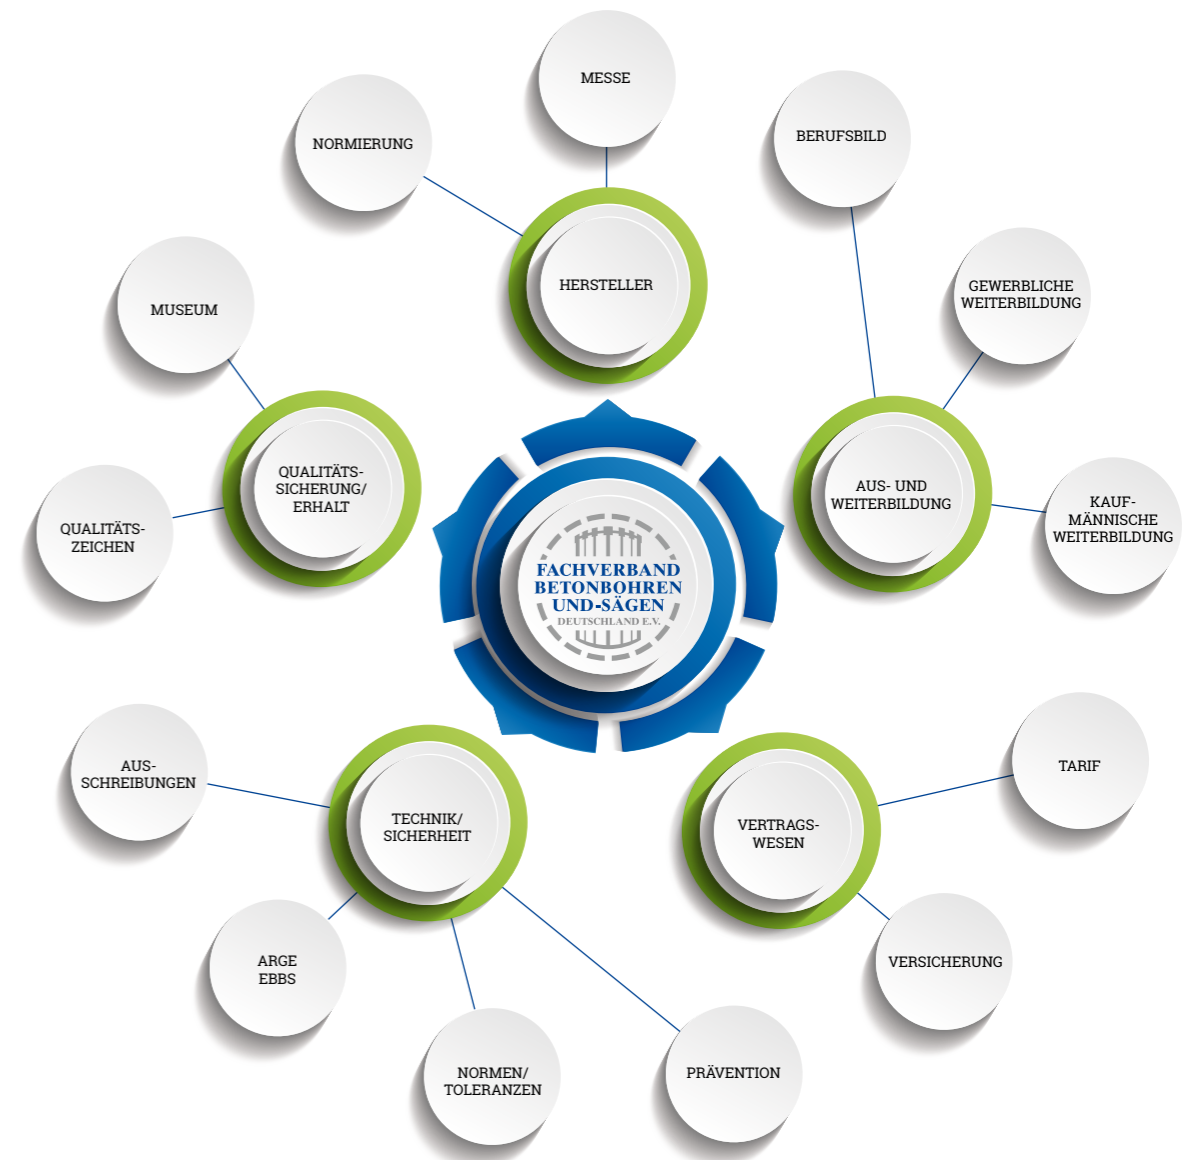 MESSE
NORMIERUNG
BERUFSBILD
HERSTELLER
GEWERBLICHE
WEITERBILDUNG
MUSEUM
QUALITÄTS-
SICHERUNG/
ERHALT
AUS- UND
WEITERBILDUNG
KAUF-
MÄNNISCHE
WEITERBILDUNG
QUALITÄTS-
ZEICHEN
FACHVERBAND
BETONBOHREN
UND-SÄGEN
DEUTSCHLAND E.V.
AUS-
SCHREIBUNGEN
TECHNIK/
SICHERHEIT
VERTRAGS-
WESEN
TARIF
ARGE
EBBS
VERSICHERUNG
NORMEN/
TOLERANZEN
PRÄVENTION